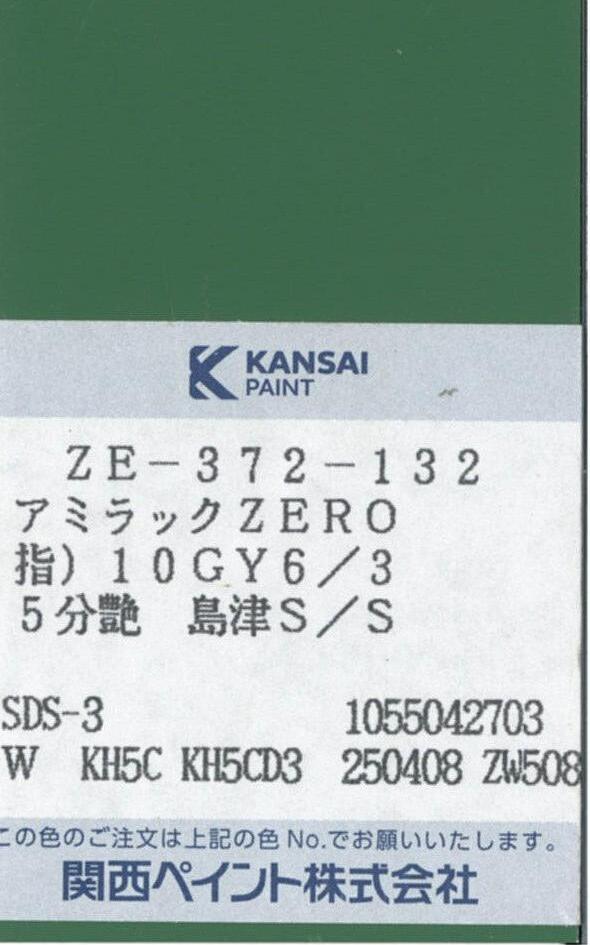 KANSAI
PAINT
ZE-372-132
アミラックZERO
指)10GY6/3
5分艶 島津S/S
SDS-3 1055042703
W KH5C KH5CD3 250408 ZW508
この色のご注文は上記の色 No.でお願いいたします。
関西ペイント株式会社